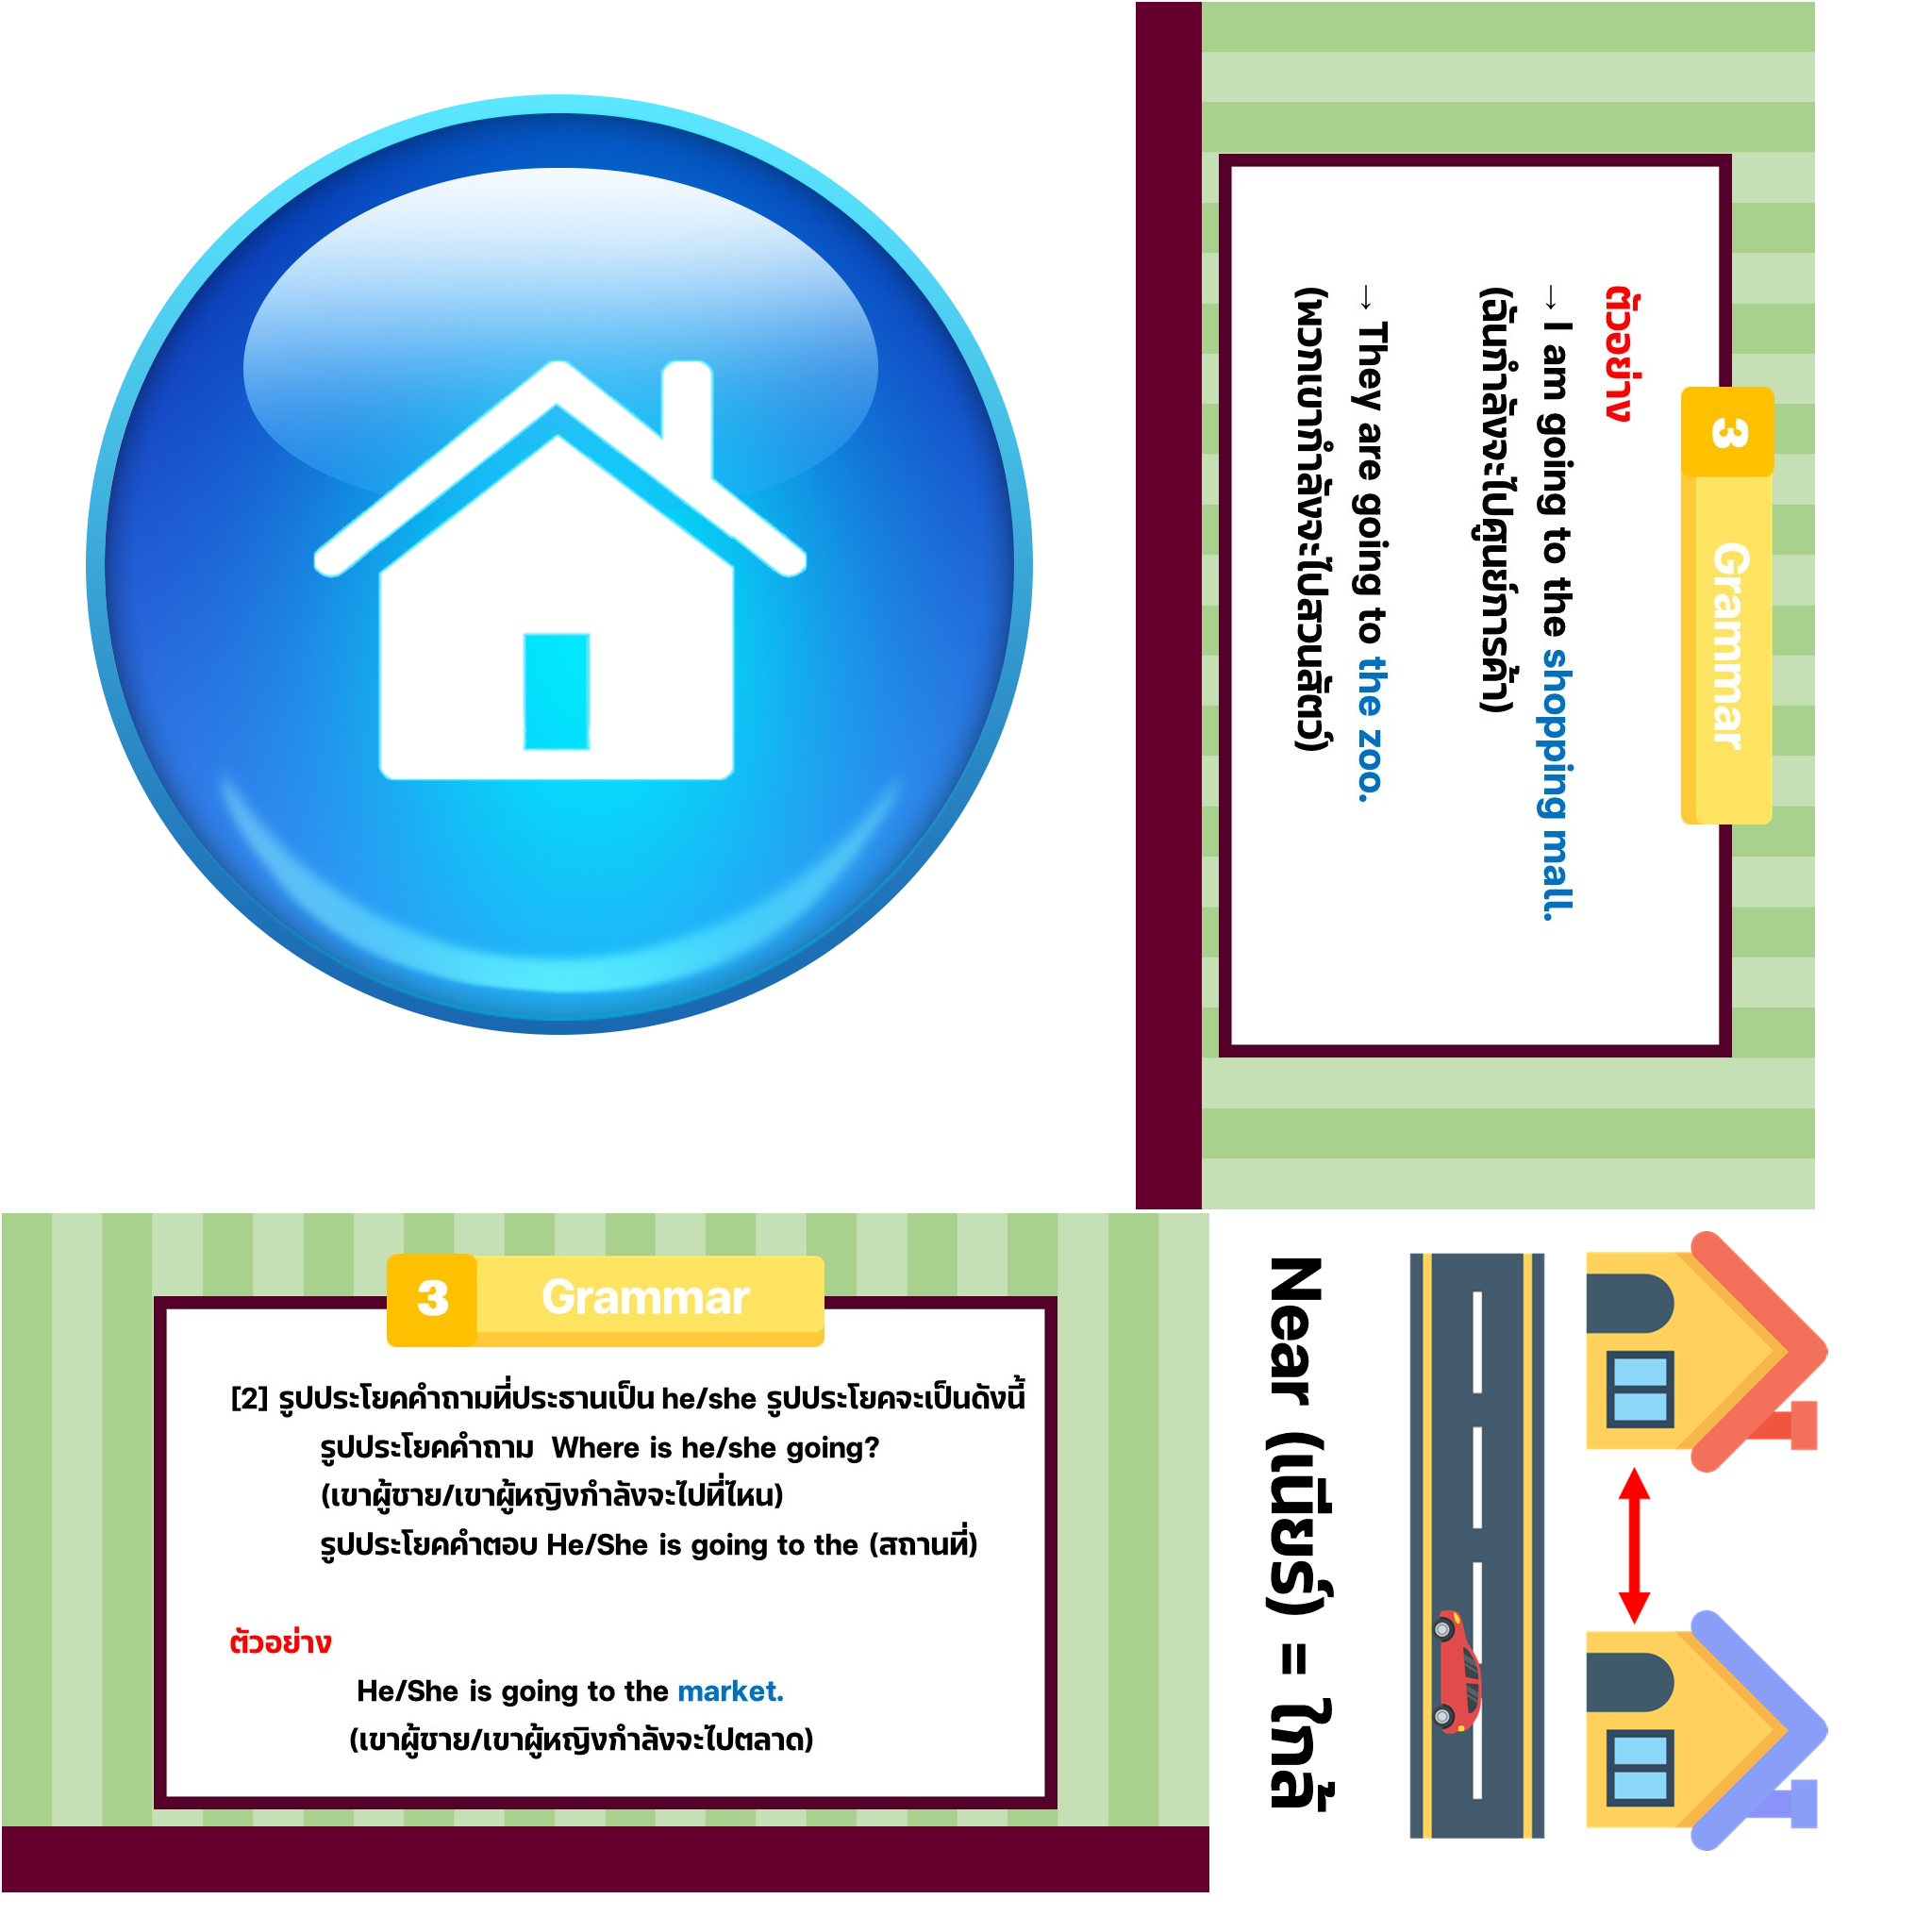 3 Grammar
ตัวอย่าง
→ I am going to the shopping mall.
(ฉันกำลังจะไปศูนย์การค้า)
→ They are going to the zoo.
(พวกเขากำลังจะไปสวนสัตว์)
3 Grammar
[2] รูปประโยคคำถามที่ประธานเป็น he/she รูปประโยคจะเป็นดังนี้
รูปประโยคคำถาม Where is he/she going?
(เขาผู้ชาย/เขาผู้หญิงกำลังจะไปที่ไหน)
รูปประโยคคำตอบ He/She is going to the (สถานที่)
ตัวอย่าง
He/She is going to the market.
(เขาผู้ชาย/เขาผู้หญิงกำลังจะไปตลาด)
Near (เนียร์) = ใกล้